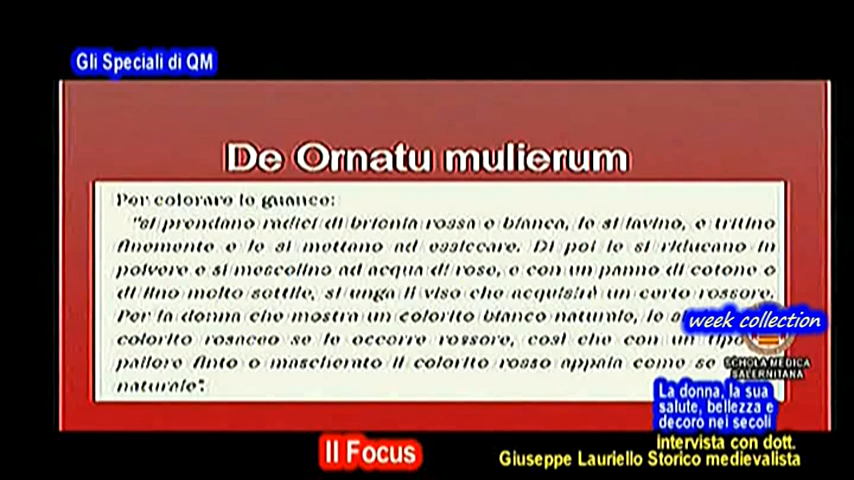 Gli Speciali di QM
De Ornatu mulierum
Per colorare le guance:
"si prendano radici di brionia rossa e bianca, le si lavino, e tritino
finemente e le si mettano ad essiccare. Di poi le si riducano in
polvere e si mescolino ad acqua di rose, e con un panno di cotone o
di lino molto sottile, si unga il viso che acquisirà un certo rossore.
Per la donna che mostra un colorito bianco naturale, le
week collection
colorito rosaceo se le occorre rossore, così che con un tipo
pallore finto o mascherato il colorito rosso appaia come se
SCHOLA MEDICA
SALERNITANA
naturale".
La donna, la sua
salute, bellezza e
decoro nei secoli
Intervista con dott.
Il Focus
Giuseppe Lauriello Storico medievalista